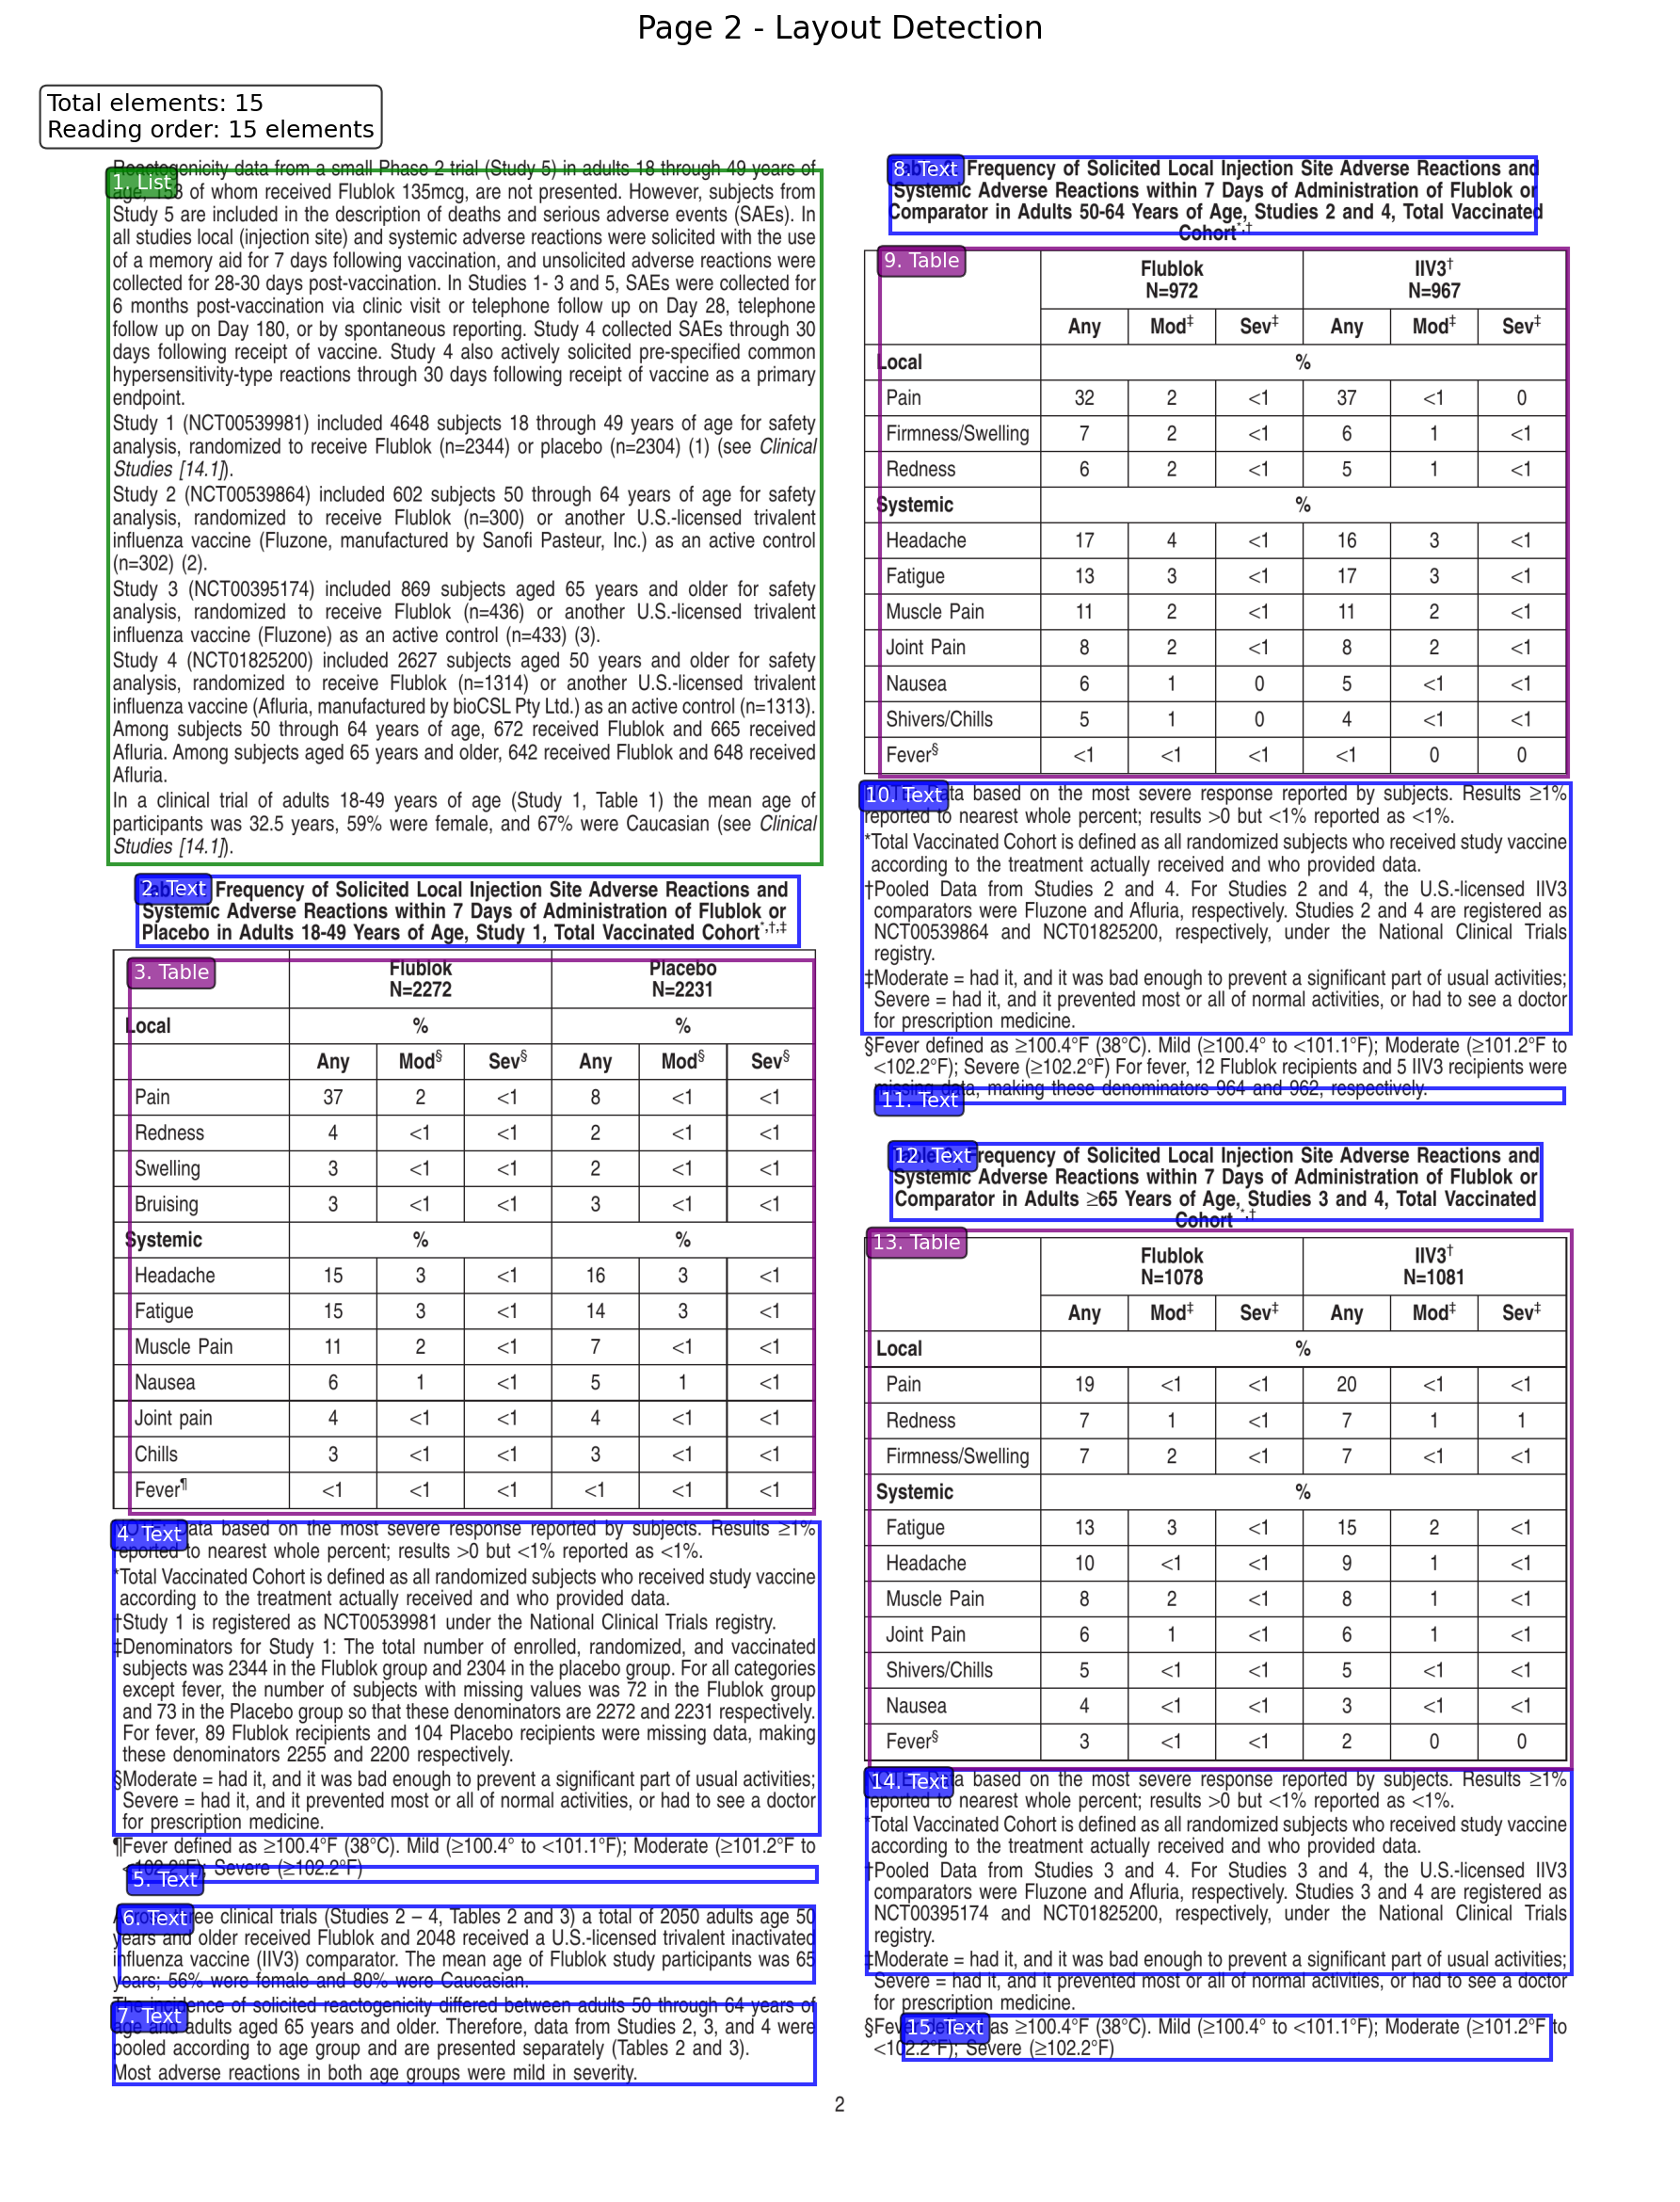 Page 2 - Layout Detection
Total elements: 15
Reading order: 15 elements
Reactogenicity data from a small Phase 2 trial (Study 5) in adults 18 through 49 years of
1. List
age, 153 of whom received Flublok 135mcg, are not presented. However, subjects from
Study 5 are included in the description of deaths and serious adverse events (SAEs). In
all studies local (injection site) and systemic adverse reactions were solicited with the use
of a memory aid for 7 days following vaccination, and unsolicited adverse reactions were
collected for 28-30 days post-vaccination. In Studies 1- 3 and 5, SAEs were collected for
6 months post-vaccination via clinic visit or telephone follow up on Day 28, telephone
follow up on Day 180, or by spontaneous reporting. Study 4 collected SAEs through 30
days following receipt of vaccine. Study 4 also actively solicited pre-specified common
hypersensitivity-type reactions through 30 days following receipt of vaccine as a primary
endpoint.
Study 1 (NCT00539981) included 4648 subjects 18 through 49 years of age for safety
analysis, randomized to receive Flublok (n=2344) or placebo (n=2304) (1) (see Clinical
Studies [14.1]).
Study 2 (NCT00539864) included 602 subjects 50 through 64 years of age for safety
analysis, randomized to receive Flublok (n=300) or another U.S.-licensed trivalent
influenza vaccine (Fluzone, manufactured by Sanofi Pasteur, Inc.) as an active control
(n=302) (2).
Study 3 (NCT00395174) included 869 subjects aged 65 years and older for safety
analysis, randomized to receive Flublok (n=436) or another U.S.-licensed trivalent
influenza vaccine (Fluzone) as an active control (n=433) (3).
Study 4 (NCT01825200) included 2627 subjects aged 50 years and older for safety
analysis, randomized to receive Flublok (n=1314) or another U.S.-licensed trivalent
influenza vaccine (Afluria, manufactured by bioCSL Pty Ltd.) as an active control (n=1313).
Among subjects 50 through 64 years of age, 672 received Flublok and 665 received
Afluria. Among subjects aged 65 years and older, 642 received Flublok and 648 received
Afluria.
In a clinical trial of adults 18-49 years of age (Study 1, Table 1) the mean age of
participants was 32.5 years, 59% were female, and 67% were Caucasian (see Clinical
Studies [14.1]).
2. Text
Frequency of Solicited Local Injection Site Adverse Reactions and
Systemic Adverse Reactions within 7 Days of Administration of Flublok or
Placebo in Adults 18-49 Years of Age, Study 1, Total Vaccinated Cohort*,†,‡
3. Table
Flublok Placebo
N=2272 N=2231
Local % %
Any Mod§ Sev§ Any Mod§ Sev§
Pain 37 2 <1 8 <1 <1
Redness 4 <1 <1 2 <1 <1
Swelling 3 <1 <1 2 <1 <1
Bruising 3 <1 <1 3 <1 <1
Systemic % %
Headache 15 3 <1 16 3 <1
Fatigue 15 3 <1 14 3 <1
Muscle Pain 11 2 <1 7 <1 <1
Nausea 6 1 <1 5 1 <1
Joint pain 4 <1 <1 4 <1 <1
Chills 3 <1 <1 3 <1 <1
Fever¶ <1 <1 <1 <1 <1 <1
4. Text
Data based on the most severe response reported by subjects. Results ≥1%
reported to nearest whole percent; results >0 but <1% reported as <1%.
*Total Vaccinated Cohort is defined as all randomized subjects who received study vaccine
according to the treatment actually received and who provided data.
†Study 1 is registered as NCT00539981 under the National Clinical Trials registry.
‡Denominators for Study 1: The total number of enrolled, randomized, and vaccinated
subjects was 2344 in the Flublok group and 2304 in the placebo group. For all categories
except fever, the number of subjects with missing values was 72 in the Flublok group
and 73 in the Placebo group so that these denominators are 2272 and 2231 respectively.
For fever, 89 Flublok recipients and 104 Placebo recipients were missing data, making
these denominators 2255 and 2200 respectively.
§Moderate = had it, and it was bad enough to prevent a significant part of usual activities;
Severe = had it, and it prevented most or all of normal activities, or had to see a doctor
for prescription medicine.
¶Fever defined as ≥100.4°F (38°C). Mild (≥100.4° to <101.1°F); Moderate (≥101.2°F to
<102.2°F); Severe (≥102.2°F)
5. Text
6. Text
Across three clinical trials (Studies 2 – 4, Tables 2 and 3) a total of 2050 adults age 50
years and older received Flublok and 2048 received a U.S.-licensed trivalent inactivated
influenza vaccine (IIV3) comparator. The mean age of Flublok study participants was 65
years; 56% were female and 80% were Caucasian.
The incidence of solicited reactogenicity differed between adults 50 through 64 years of
7. Text
age and adults aged 65 years and older. Therefore, data from Studies 2, 3, and 4 were
pooled according to age group and are presented separately (Tables 2 and 3).
Most adverse reactions in both age groups were mild in severity.
8. Text
Frequency of Solicited Local Injection Site Adverse Reactions and
Systemic Adverse Reactions within 7 Days of Administration of Flublok or
Comparator in Adults 50-64 Years of Age, Studies 2 and 4, Total Vaccinated
Cohort*,†
9. Table
Flublok IIV3†
N=972 N=967
Any Mod‡ Sev‡ Any Mod‡ Sev‡
Local %
Pain 32 2 <1 37 <1 0
Firmness/Swelling 7 2 <1 6 1 <1
Redness 6 2 <1 5 1 <1
Systemic %
Headache 17 4 <1 16 3 <1
Fatigue 13 3 <1 17 3 <1
Muscle Pain 11 2 <1 11 2 <1
Joint Pain 8 2 <1 8 2 <1
Nausea 6 1 0 5 <1 <1
Shivers/Chills 5 1 0 4 <1 <1
Fever§ <1 <1 <1 <1 0 0
10. Text
Data based on the most severe response reported by subjects. Results ≥1%
reported to nearest whole percent; results >0 but <1% reported as <1%.
*Total Vaccinated Cohort is defined as all randomized subjects who received study vaccine
according to the treatment actually received and who provided data.
†Pooled Data from Studies 2 and 4. For Studies 2 and 4, the U.S.-licensed IIV3
comparators were Fluzone and Afluria, respectively. Studies 2 and 4 are registered as
NCT00539864 and NCT01825200, respectively, under the National Clinical Trials
registry.
‡Moderate = had it, and it was bad enough to prevent a significant part of usual activities;
Severe = had it, and it prevented most or all of normal activities, or had to see a doctor
for prescription medicine.
§Fever defined as ≥100.4°F (38°C). Mild (≥100.4° to <101.1°F); Moderate (≥101.2°F to
<102.2°F); Severe (≥102.2°F) For fever, 12 Flublok recipients and 5 IIV3 recipients were
missing data, making these denominators 964 and 962, respectively.
11. Text
12. Text
Frequency of Solicited Local Injection Site Adverse Reactions and
Systemic Adverse Reactions within 7 Days of Administration of Flublok or
Comparator in Adults ≥65 Years of Age, Studies 3 and 4, Total Vaccinated
Cohort*,†
13. Table
Flublok IIV3†
N=1078 N=1081
Any Mod‡ Sev‡ Any Mod‡ Sev‡
Local %
Pain 19 <1 <1 20 <1 <1
Redness 7 1 <1 7 1 1
Firmness/Swelling 7 2 <1 7 <1 <1
Systemic %
Fatigue 13 3 <1 15 2 <1
Headache 10 <1 <1 9 1 <1
Muscle Pain 8 2 <1 8 1 <1
Joint Pain 6 1 <1 6 1 <1
Shivers/Chills 5 <1 <1 5 <1 <1
Nausea 4 <1 <1 3 <1 <1
Fever§ 3 <1 <1 2 0 0
14. Text
Data based on the most severe response reported by subjects. Results ≥1%
reported to nearest whole percent; results >0 but <1% reported as <1%.
*Total Vaccinated Cohort is defined as all randomized subjects who received study vaccine
according to the treatment actually received and who provided data.
†Pooled Data from Studies 3 and 4. For Studies 3 and 4, the U.S.-licensed IIV3
comparators were Fluzone and Afluria, respectively. Studies 3 and 4 are registered as
NCT00395174 and NCT01825200, respectively, under the National Clinical Trials
registry.
‡Moderate = had it, and it was bad enough to prevent a significant part of usual activities;
Severe = had it, and it prevented most or all of normal activities, or had to see a doctor
for prescription medicine.
15. Text
§Fever defined as ≥100.4°F (38°C). Mild (≥100.4° to <101.1°F); Moderate (≥101.2°F to
<102.2°F); Severe (≥102.2°F)
2